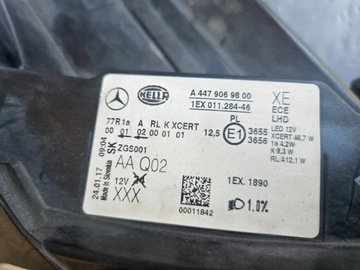 HELLA
A 447 906 98 00
1EX 011.284-46
XE
ECE
LHD
PL
77R1a A RL K XCERT
00 01 02 00 01 01
12,5
E1
3655
3656
LED 12V
XCERT 46,7 W
1a 4,2W
K 8,3 W
RL A12,1 W
24.01.17 09:04
Made in Slovakia
SK
ZGS001
AA Q02
12V 24
XXX
00011842
1EX. 1890
1.0%